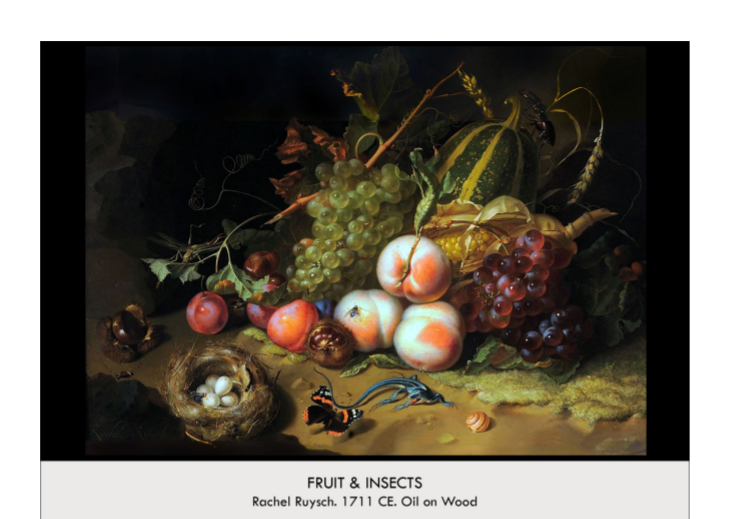 FRUIT & INSECTS
Rachel Ruysch. 1711 CE. Oil on Wood